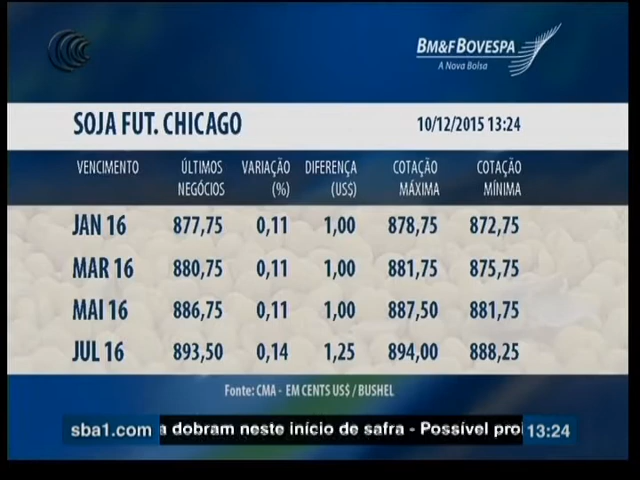 BM&FBOVESPA
A Nova Bolsa
SOJA FUT. CHICAGO 10/12/2015 13:24
VENCIMENTO ÚLTIMOS NEGÓCIOS VARIAÇÃO (%) DIFERENÇA (US$) COTAÇÃO MÁXIMA COTAÇÃO MÍNIMA
JAN 16 877,75 0,11 1,00 878,75 872,75
MAR 16 880,75 0,11 1,00 881,75 875,75
MAI 16 886,75 0,11 1,00 887,50 881,75
JUL 16 893,50 0,14 1,25 894,00 888,25
Fonte: CMA - EM CENTS US$ / BUSHEL
sba1.com a dobram neste início de safra - Possível proi 13:24